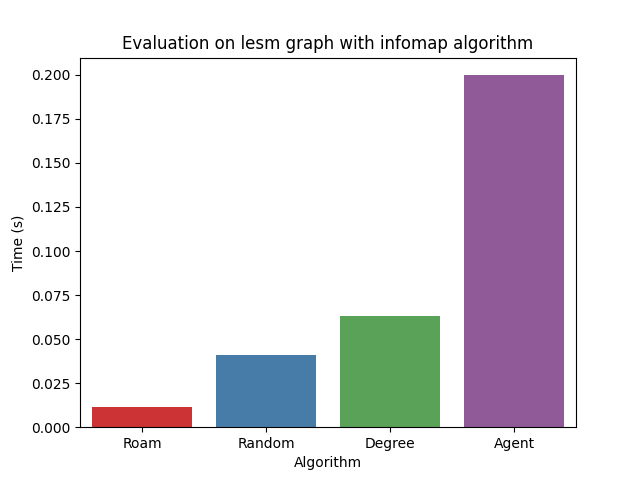 Evaluation on lesm graph with infomap algorithm
0.200
0.175
0.150
0.125
0.100
0.075
0.050
0.025
0.000
Time (s)
Roam Random Degree Agent
Algorithm